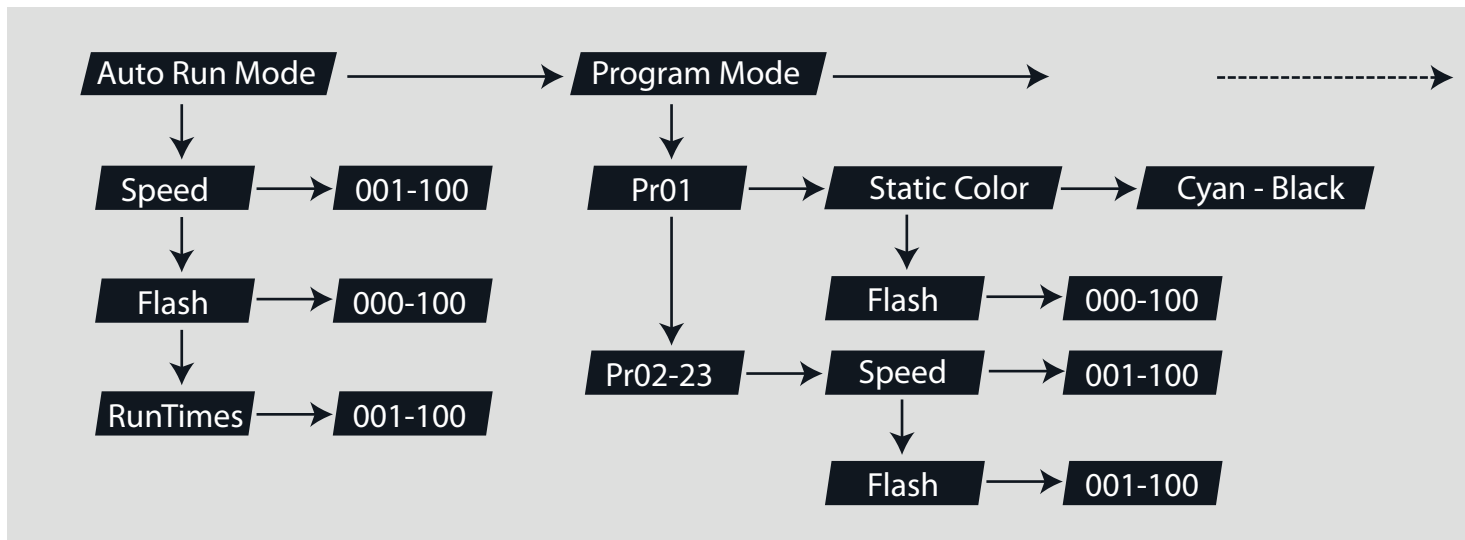 Auto Run Mode
Program Mode
Speed
001-100
Pr01
Static Color
Cyan - Black
Flash
000-100
Flash
000-100
Pr02-23
Speed
001-100
RunTimes
001-100
Flash
001-100